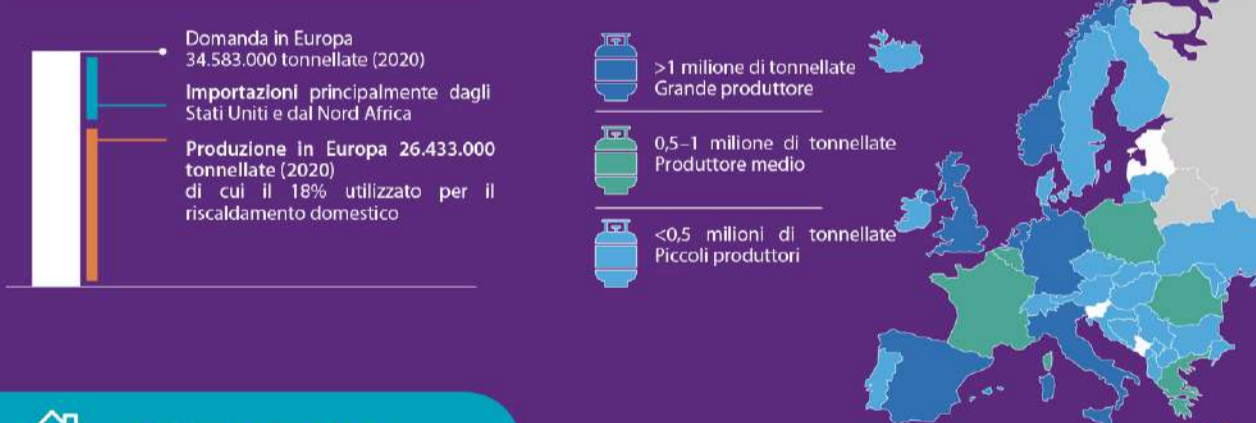 Domanda in Europa
34.583.000 tonnellate (2020)
Importazioni principalmente dagli
Stati Uniti e dal Nord Africa
Produzione in Europa 26.433.000
tonnellate (2020)
di cui il 18% utilizzato per il
riscaldamento domestico
>1 milione di tonnellate
Grande produttore
0,5–1 milione di tonnellate
Produttore medio
<0,5 milioni di tonnellate
Piccoli produttori